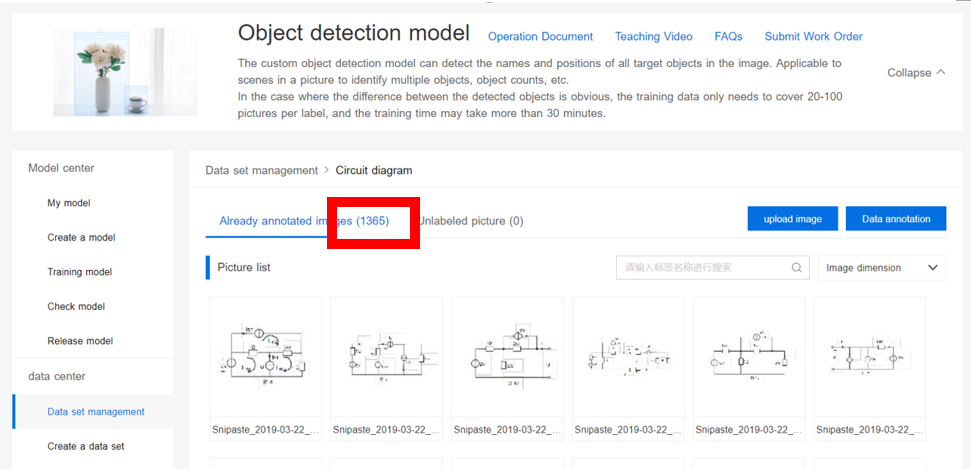 Object detection model Operation Document Teaching Video FAQs Submit Work Order
The custom object detection model can detect the names and positions of all target objects in the image. Applicable to
scenes in a picture to identify multiple objects, object counts, etc.
Collapse
In the case where the difference between the detected objects is obvious, the training data only needs to cover 20-100
pictures per label, and the training time may take more than 30 minutes.
Model center
My model
Create a model
Training model
Check model
Release model
data center
Data set management
Create a data set
Data set management > Circuit diagram
Already annotated images (1365) Unlabeled picture (0) upload image Data annotation
Picture list 请输入标签名称进行搜索 Image dimension
Snipaste_2019-03-22_... Snipaste_2019-03-22_... Snipaste_2019-03-22_... Snipaste_2019-03-22_... Snipaste_2019-03-22_... Snipaste_2019-03-22_...